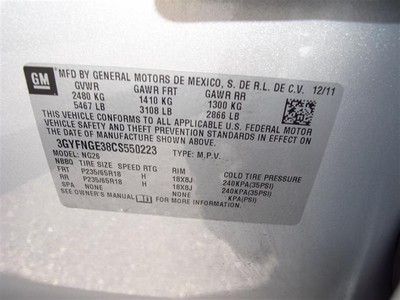 GM
MFD BY GENERAL MOTORS DE MEXICO, S. DE R.L. DE C.V. 12/11
GVWR GAWR FRT GAWR RR
2480 KG 1410 KG 1300 KG
5467 LB 3108 LB 2866 LB
THIS VEHICLE CONFORMS TO ALL APPLICABLE U.S. FEDERAL MOTOR
VEHICLE SAFETY AND THEFT PREVENTION STANDARDS IN EFFECT ON
THE DATE OF MANUFACTURE SHOWN ABOVE.
3GYFNGE38CS550223 TYPE: M.P.V.
MODEL: NG26
NBBO TIRE SIZE SPEED RTG RIM COLD TIRE PRESSURE
FRT P235/65R18 H 18X8J 240KPA(35PSI)
RR P235/65R18 H 18X8J 240KPA(35PSI)
SPA NONE NONE KPA(PSI)
SEE OWNER'S MANUAL FOR MORE INFORMATION.